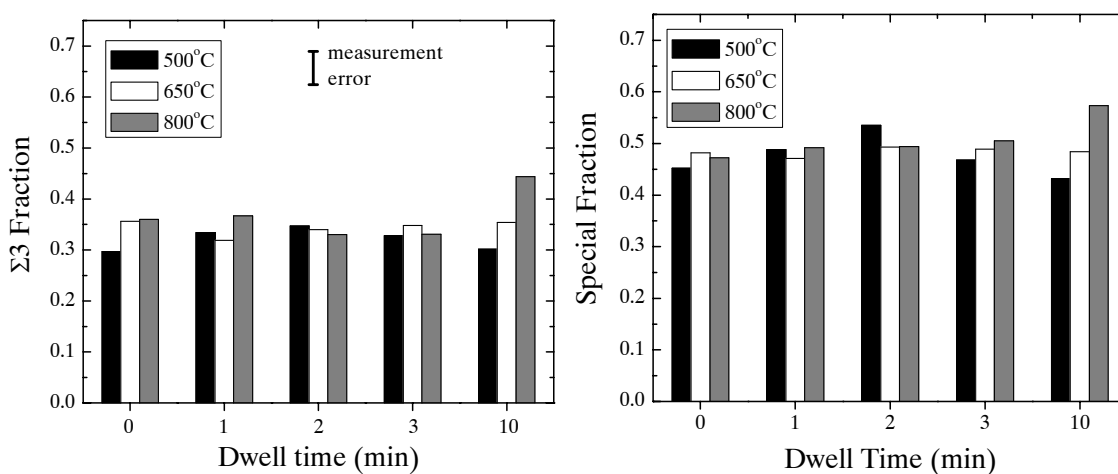 0.7
0.6
0.5
0.4
0.3
0.2
0.1
0.0
Σ3 Fraction
500°C
650°C
800°C
measurement
error
0 1 2 3 10
Dwell time (min)
0.7
0.6
0.5
0.4
0.3
0.2
0.1
0.0
Special Fraction
500°C
650°C
800°C
0 1 2 3 10
Dwell Time (min)